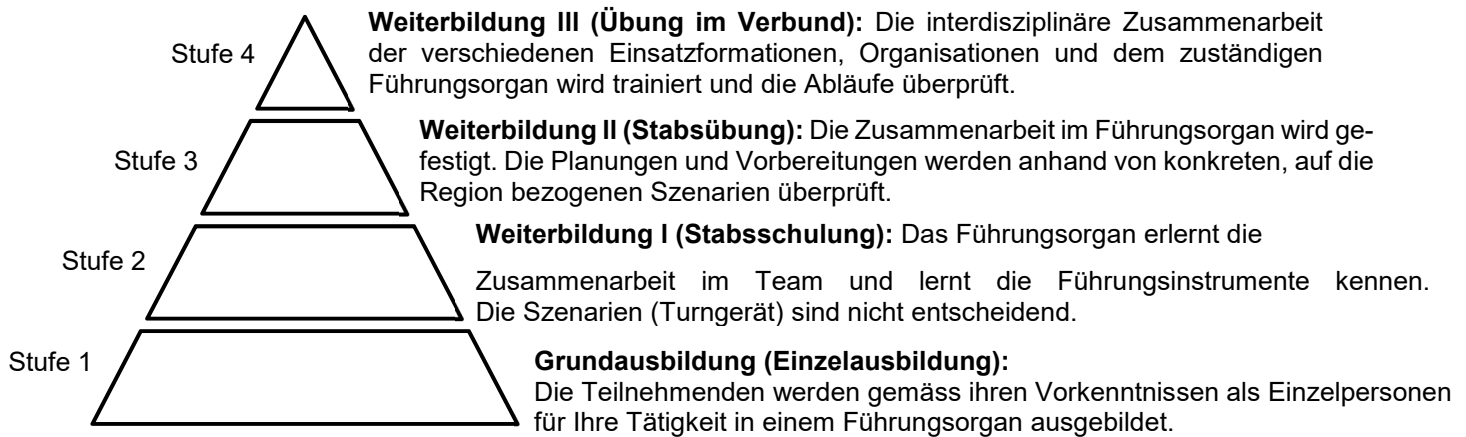 Stufe 4
Weiterbildung III (Übung im Verbund): Die interdisziplinäre Zusammenarbeit
der verschiedenen Einsatzformationen, Organisationen und dem zuständigen
Führungsorgan wird trainiert und die Abläufe überprüft.
Stufe 3
Weiterbildung II (Stabsübung): Die Zusammenarbeit im Führungsorgan wird ge-
festigt. Die Planungen und Vorbereitungen werden anhand von konkreten, auf die
Region bezogenen Szenarien überprüft.
Stufe 2
Weiterbildung I (Stabsschulung): Das Führungsorgan erlernt die
Zusammenarbeit im Team und lernt die Führungsinstrumente kennen.
Die Szenarien (Turngerät) sind nicht entscheidend.
Stufe 1
Grundausbildung (Einzelausbildung):
Die Teilnehmenden werden gemäss ihren Vorkenntnissen als Einzelpersonen
für Ihre Tätigkeit in einem Führungsorgan ausgebildet.